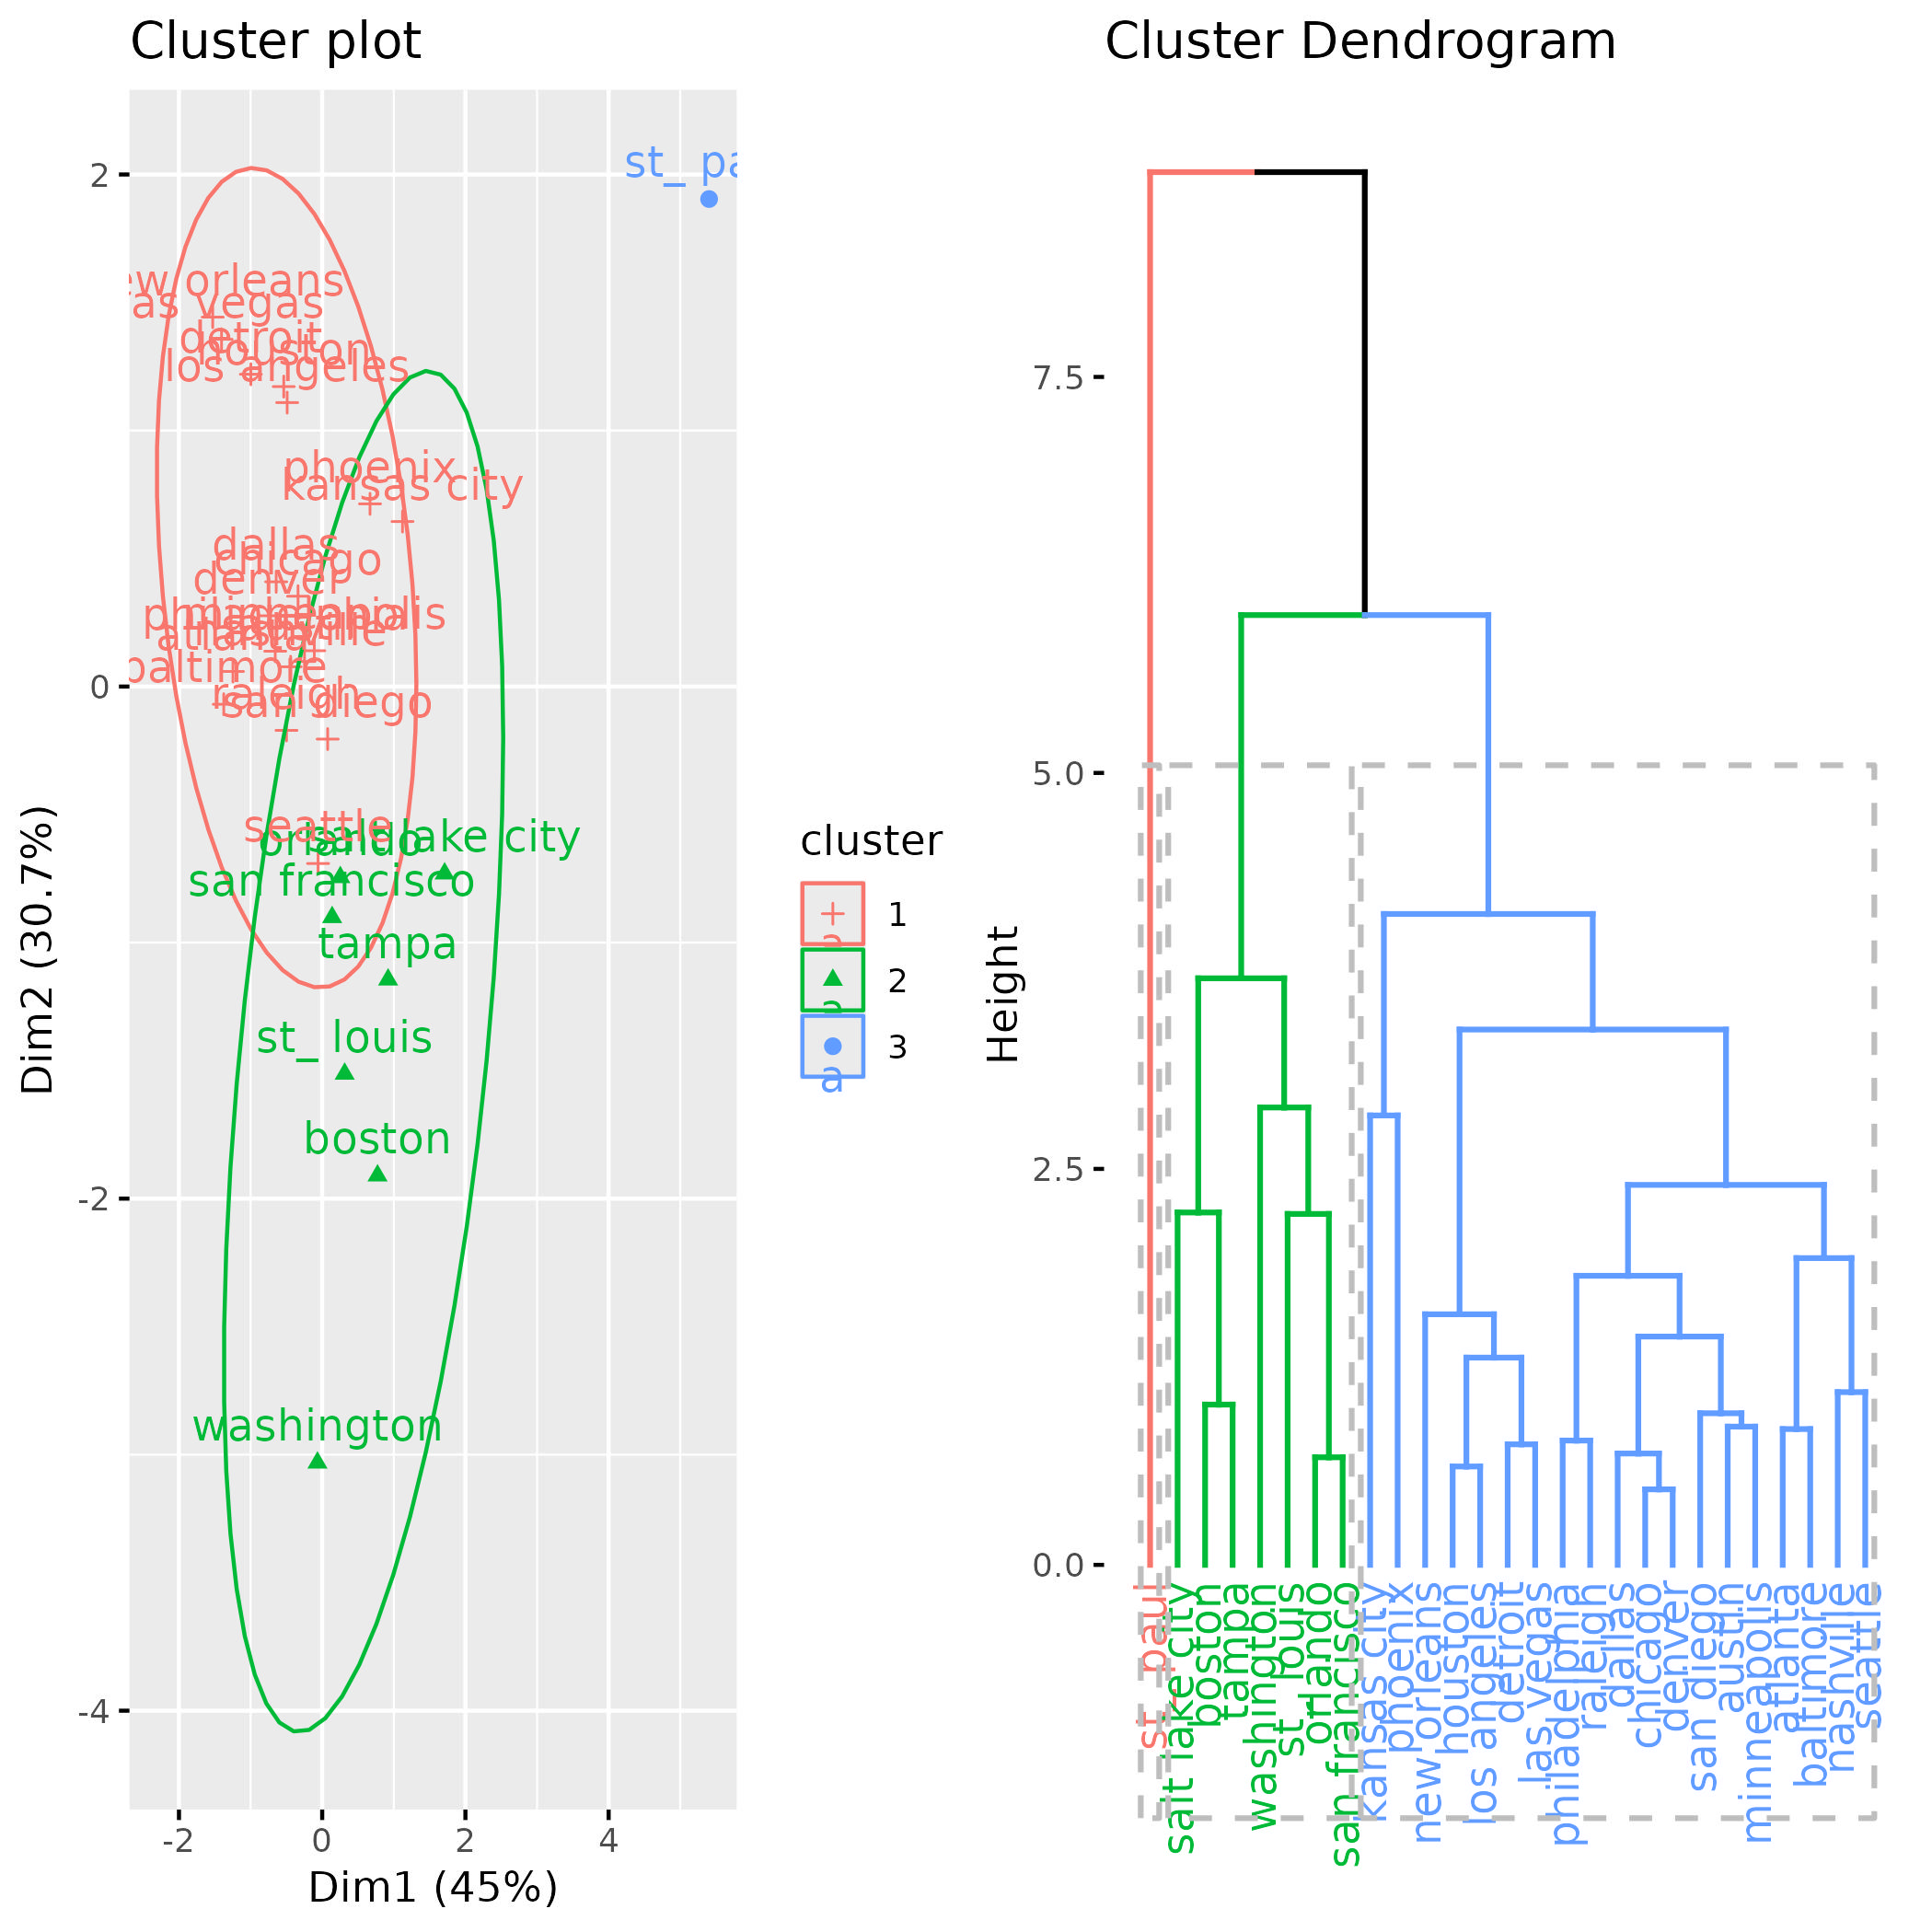 Cluster plot
st_ pa
ew orleans
as vegas
detroit
houston
los angeles
phoenix
kansas city
dallas
chicago
denver
philadelphia
minneapolis
austin
nashville
atlanta
baltimore
raleigh
san diego
seattle
orlando
salt lake city
san francisco
tampa
st_ louis
boston
washington
2
0
-2
-4
-2
0
2
4
Dim1 (45%)
Dim2 (30.7%)
cluster
a
1
a
2
a
3
Cluster Dendrogram
7.5
5.0
2.5
0.0
Height
st_ paul
salt lake city
boston
tampa
washington
st_ louis
orlando
san francisco
kansas city
phoenix
new orleans
houston
los angeles
detroit
las vegas
philadelphia
raleigh
dallas
chicago
denver
san diego
austin
minneapolis
atlanta
baltimore
nashville
seattle